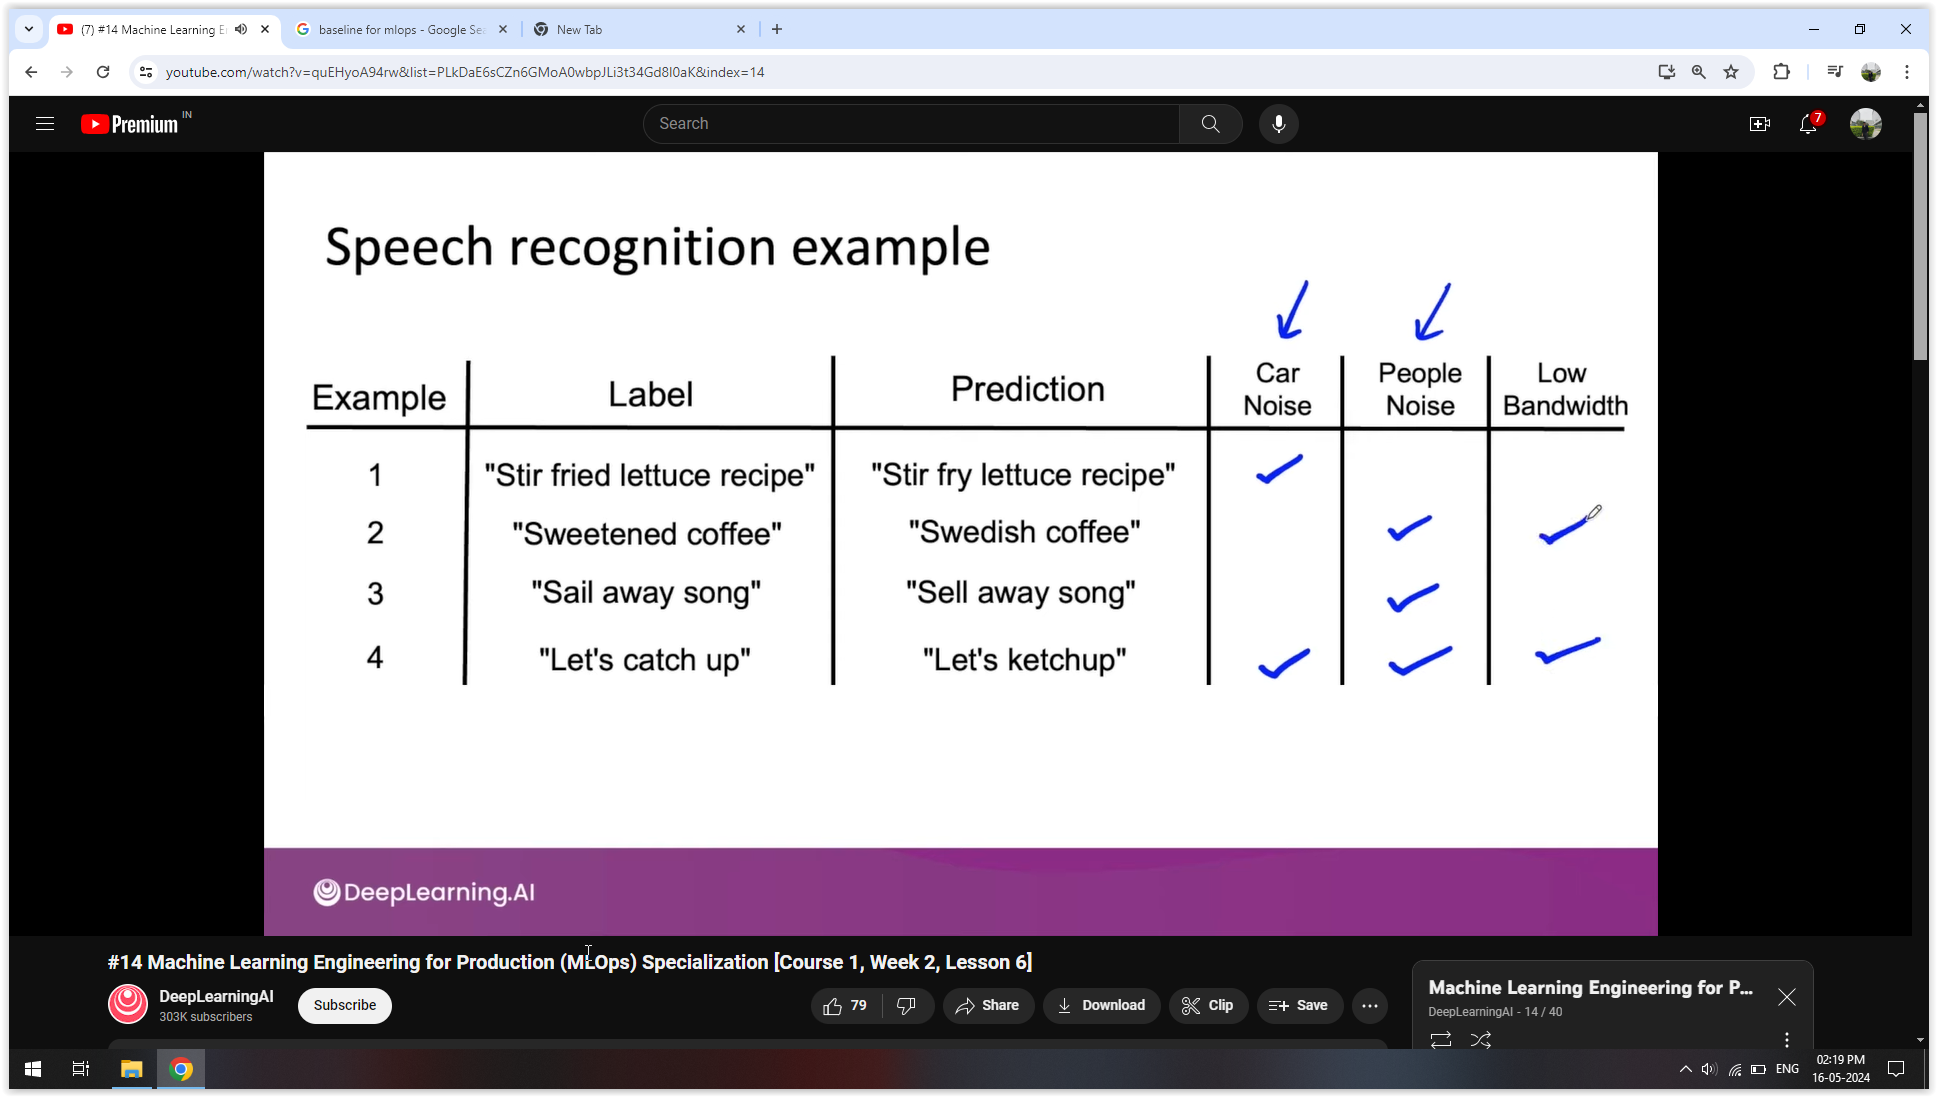 (7) #14 Machine Learning E
baseline for mlops - Google Se
New Tab
youtube.com/watch?v=quEHyoA94rw&list=PLkDaE6sCZn6GMoA0wbpJLi3t34Gd8l0aK&index=14
Premium IN
Search
7
Speech recognition example
Example Label Prediction Car Noise People Noise Low Bandwidth
1 "Stir fried lettuce recipe" "Stir fry lettuce recipe"
2 "Sweetened coffee" "Swedish coffee"
3 "Sail away song" "Sell away song"
4 "Let's catch up" "Let's ketchup"
DeepLearning.AI
#14 Machine Learning Engineering for Production (MLOps) Specialization [Course 1, Week 2, Lesson 6]
DeepLearningAI
303K subscribers
Subscribe
79
Share
Download
Clip
Save
Machine Learning Engineering for P...
DeepLearningAI - 14 / 40
ENG
02:19 PM
16-05-2024